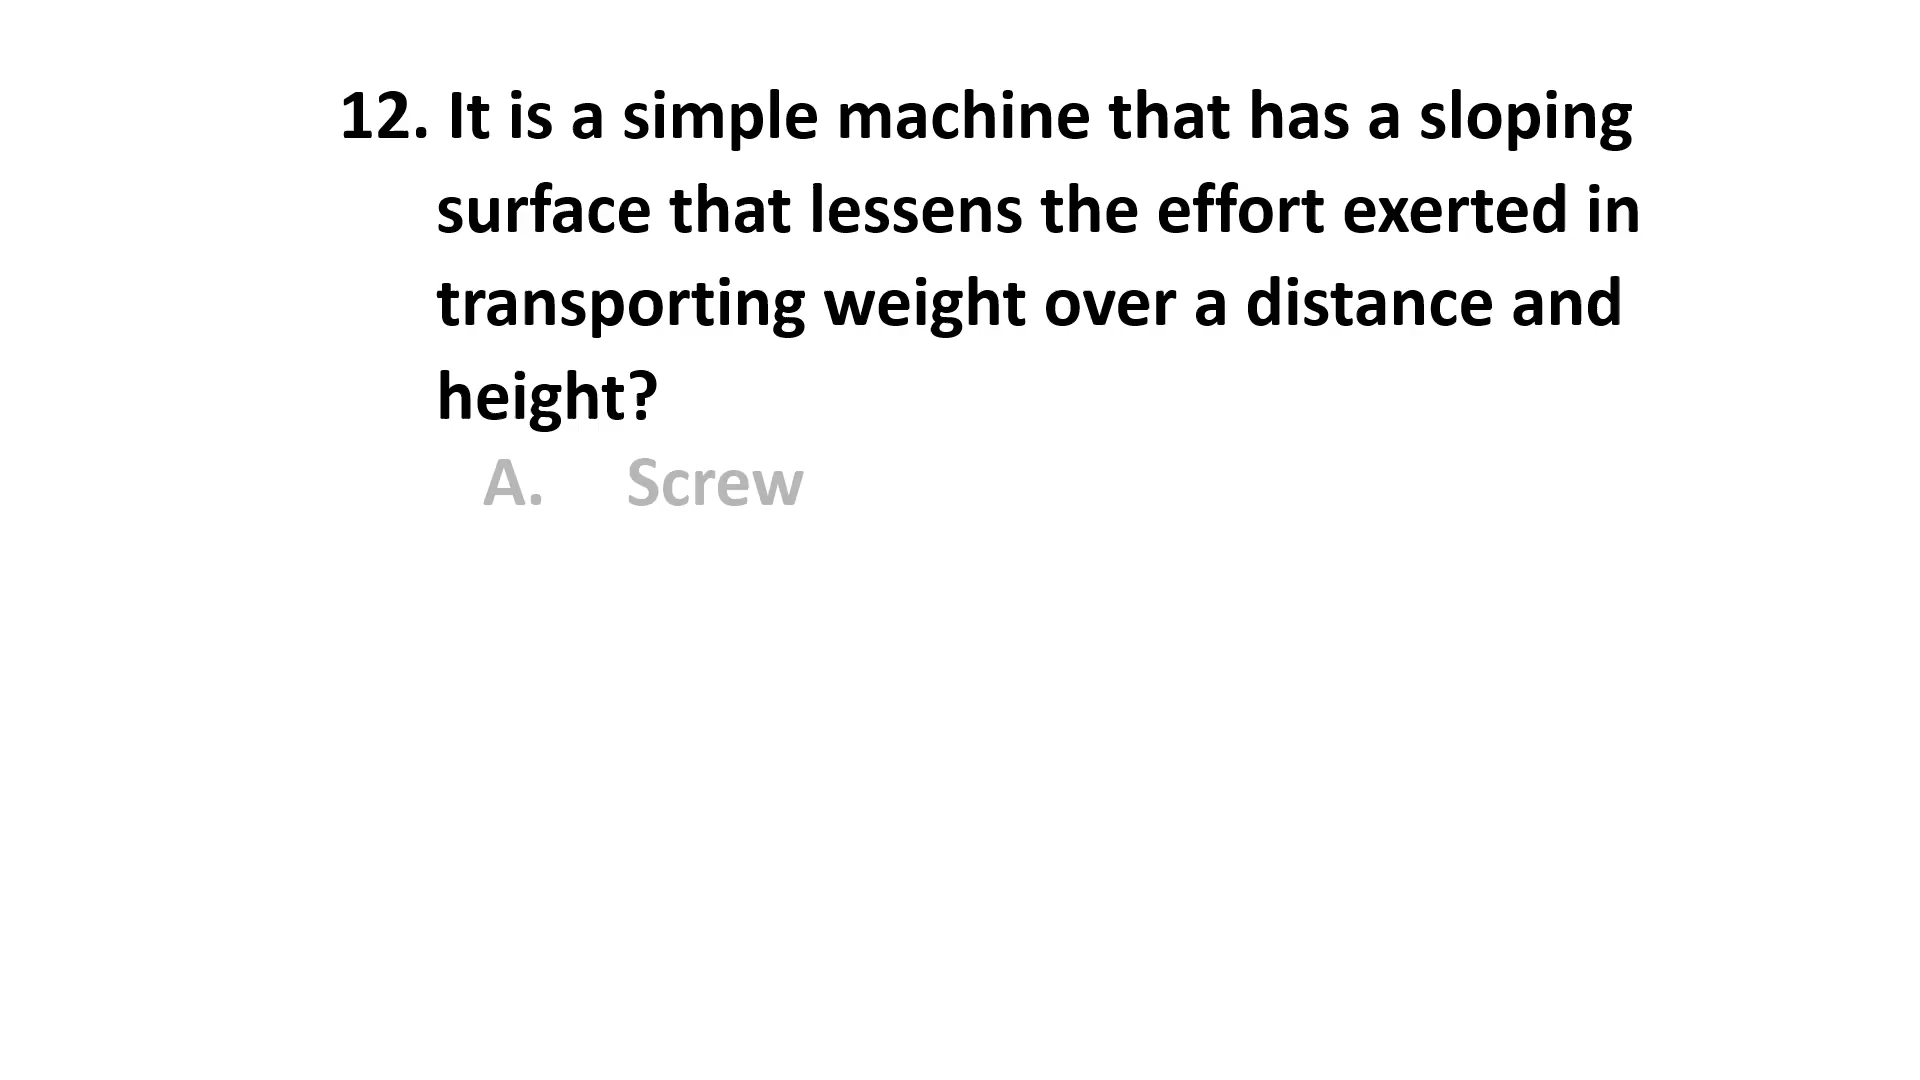 12. It is a simple machine that has a sloping
surface that lessens the effort exerted in
transporting weight over a distance and
height?
A. Screw